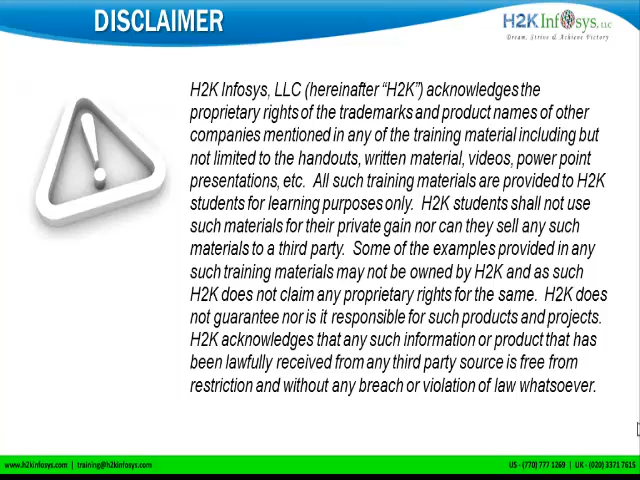 DISCLAIMER
H2K Infosys, LLC
Dream, Strive & Achieve Victory
H2K Infosys, LLC (hereinafter “H2K”) acknowledges the
proprietary rights of the trademarks and product names of other
companies mentioned in any of the training material including but
not limited to the handouts, written material, videos, power point
presentations, etc. All such training materials are provided to H2K
students for learning purposes only. H2K students shall not use
such materials for their private gain nor can they sell any such
materials to a third party. Some of the examples provided in any
such training materials may not be owned by H2K and as such
H2K does not claim any proprietary rights for the same. H2K does
not guarantee nor is it responsible for such products and projects.
H2K acknowledges that any such information or product that has
been lawfully received from any third party source is free from
restriction and without any breach or violation of law whatsoever.
www.h2kinfosys.com | training@h2kinfosys.com
US - (770) 777 1269 | UK - (020) 3371 7615